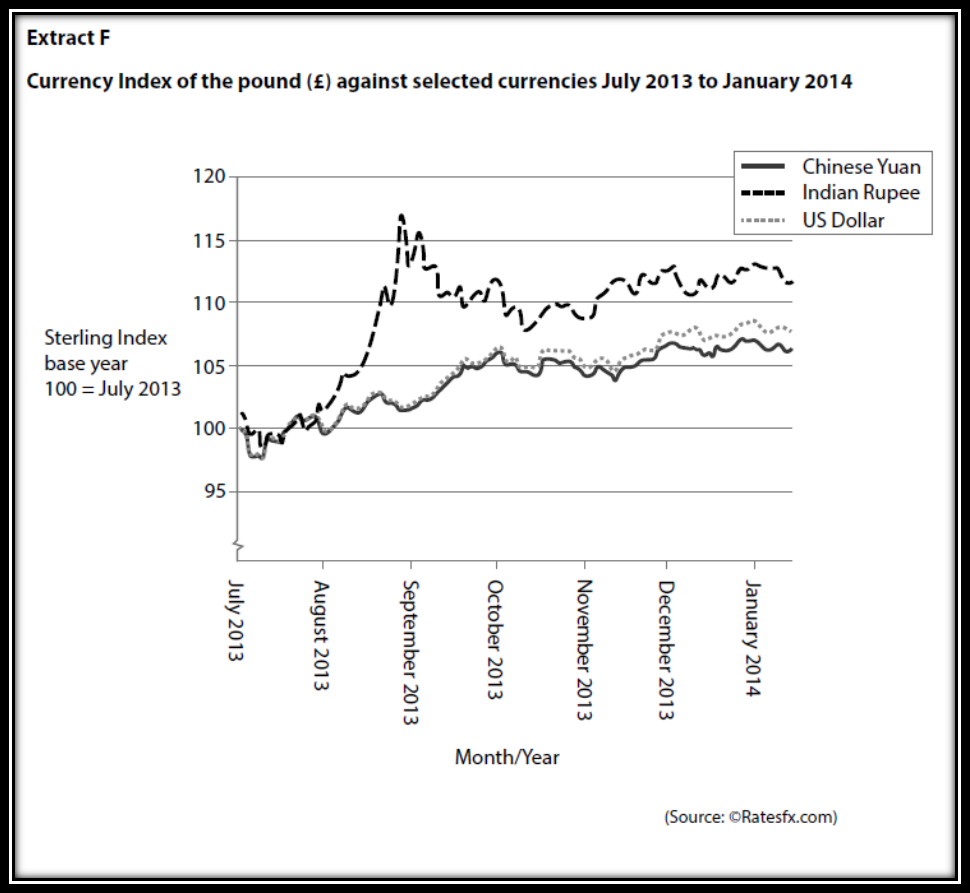 Extract F
Currency Index of the pound (£) against selected currencies July 2013 to January 2014
Chinese Yuan
Indian Rupee
US Dollar
120
115
110
105
100
95
Sterling Index
base year
100 = July 2013
July 2013
August 2013
September 2013
October 2013
November 2013
December 2013
January 2014
Month/Year
(Source: ©Ratesfx.com)